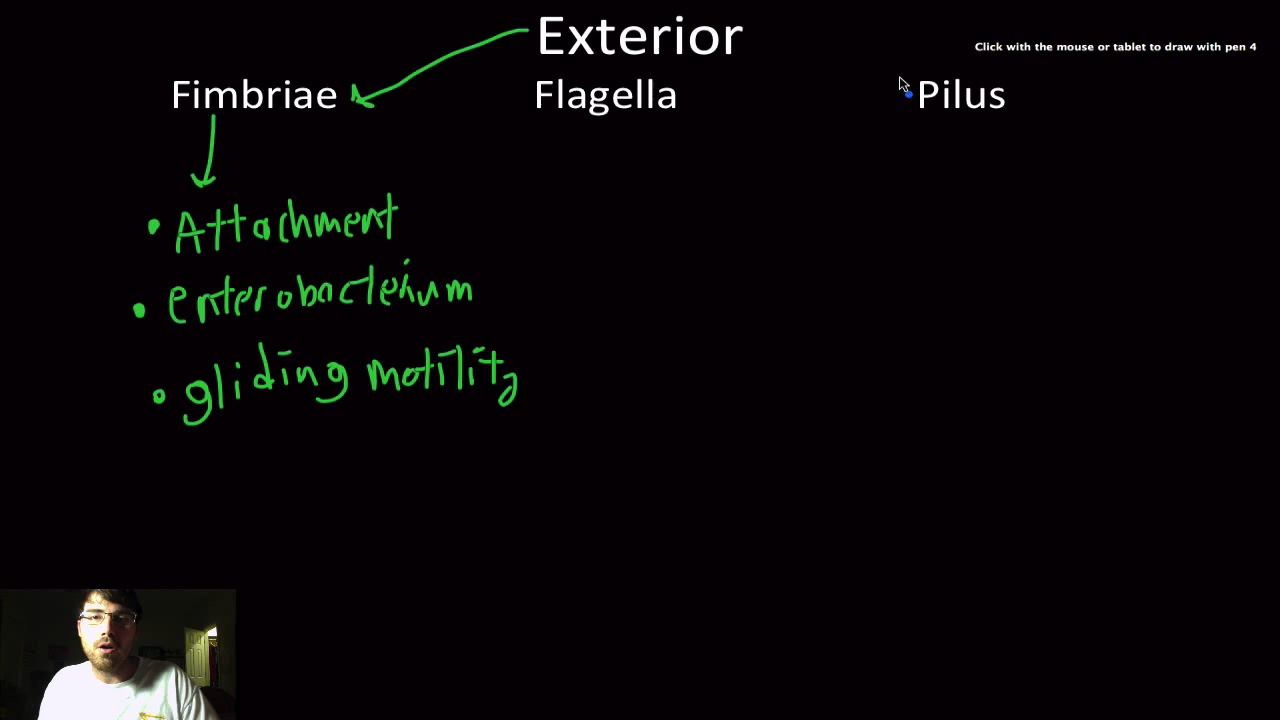 Exterior
Click with the mouse or tablet to draw with pen 4
Fimbriae Flagella Pilus
• Attachment
• enterobacterium
• gliding motility